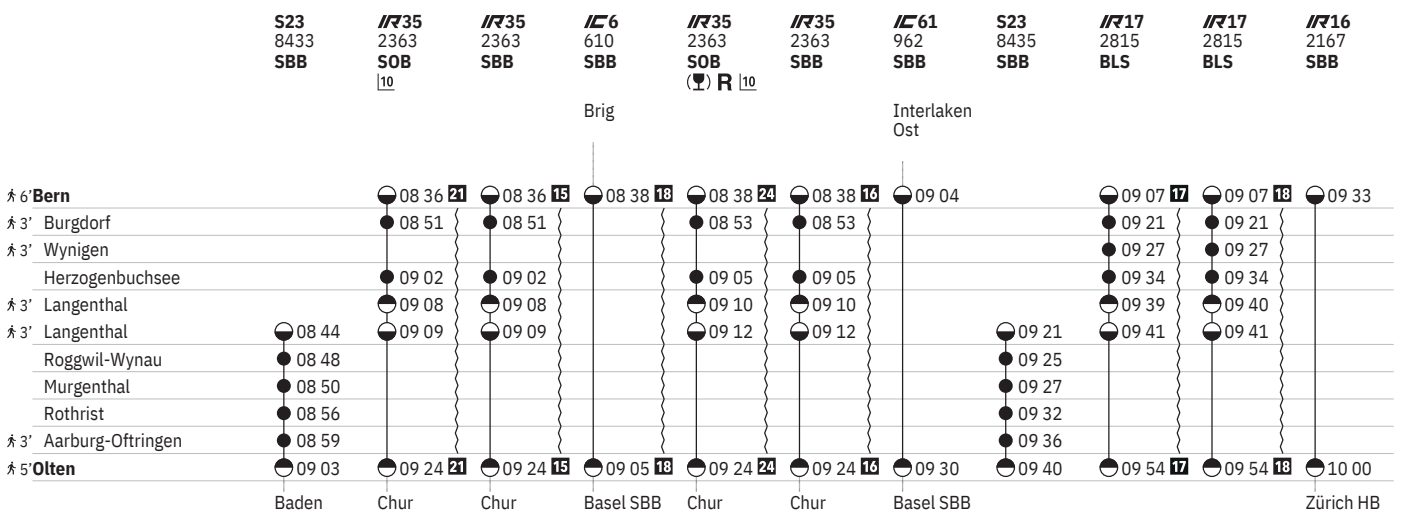 S23 IR35 IR35 IC6 IR35 IR35 IC61 S23 IR17 IR17 IR16
8433 2363 2363 610 2363 2363 962 8435 2815 2815 2167
SBB SOB SBB SBB SOB SBB SBB SBB BLS BLS SBB
10 R 10
Brig Interlaken
Ost
6' Bern 08 36 21 08 36 15 08 38 18 08 38 24 08 38 16 09 04 09 07 17 09 07 18 09 33
3' Burgdorf 08 51 08 51 08 53 08 53 09 21 09 21
3' Wynigen 09 27 09 27
Herzogenbuchsee 09 02 09 02 09 05 09 05 09 34 09 34
3' Langenthal 09 08 09 08 09 10 09 10 09 39 09 40
3' Langenthal 08 44 09 09 09 09 09 12 09 12 09 21 09 41 09 41
Roggwil-Wynau 08 48 09 25
Murgenthal 08 50 09 27
Rothrist 08 56 09 32
3' Aarburg-Oftringen 08 59 09 36
5' Olten 09 03 09 24 21 09 24 15 09 05 18 09 24 24 09 24 16 09 30 09 40 09 54 17 09 54 18 10 00
Baden Chur Chur Basel SBB Chur Chur Basel SBB Zürich HB